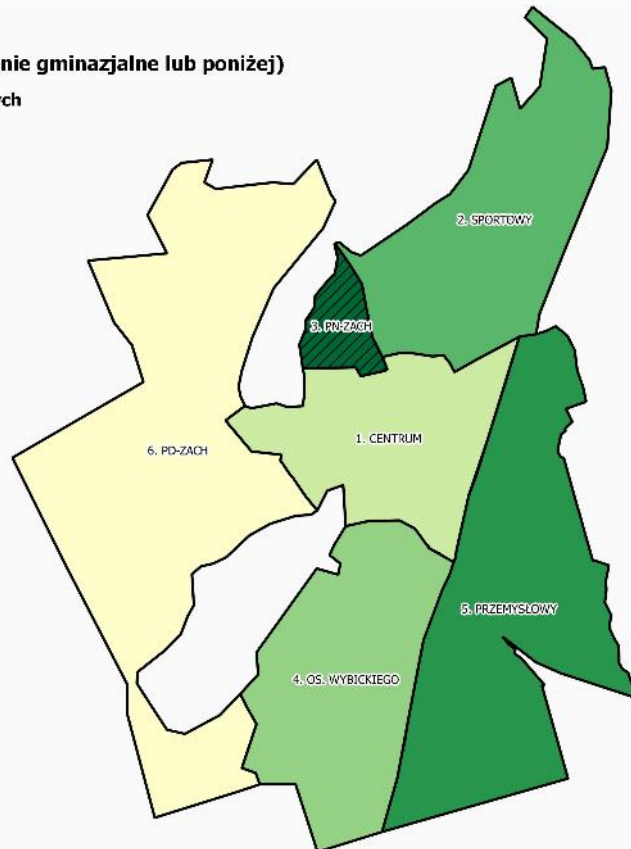 nie gminazjalne lub poniżej)
ych
2. SPORTOWY
3. PN-ZACH
1. CENTRUM
6. PD-ZACH
5. PRZEMYSŁOWY
4. OS. WYBICKIEGO